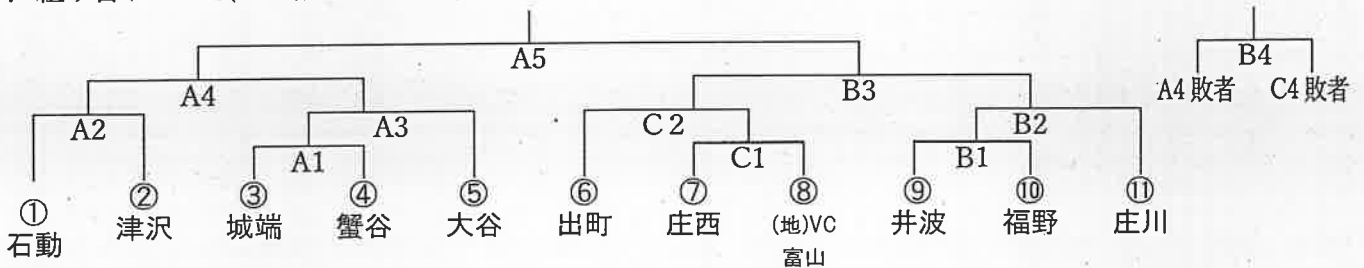 A5
B4
A4
B3
A4敗者 C4敗者
A2
A3
C2
B2
A1
C1
B1
① ② ③ ④ ⑤ ⑥ ⑦ ⑧ ⑨ ⑩ ⑪
石動 津沢 城端 蟹谷 大谷 出町 庄西 (地)VC 井波 福野 庄川
富山